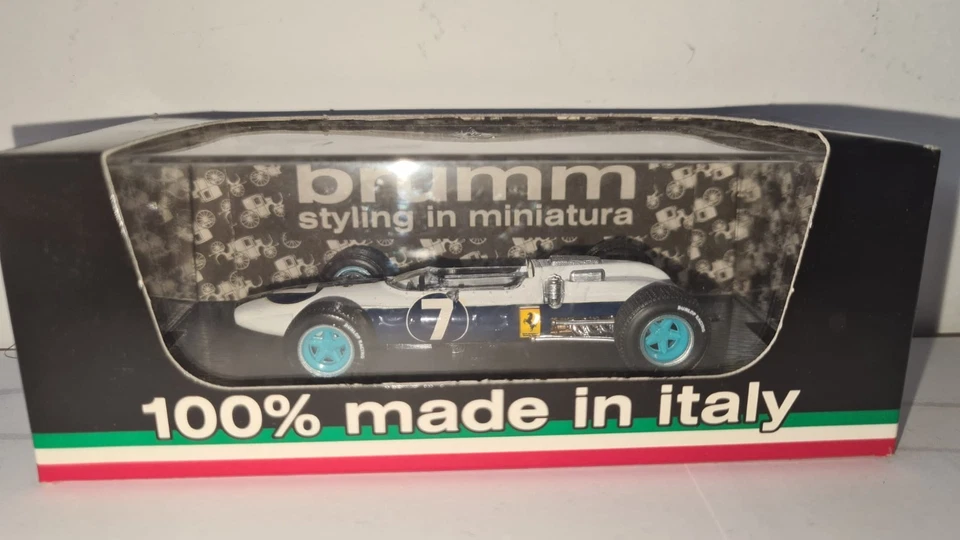 brumm
styling in miniatura
7
100% made in italy